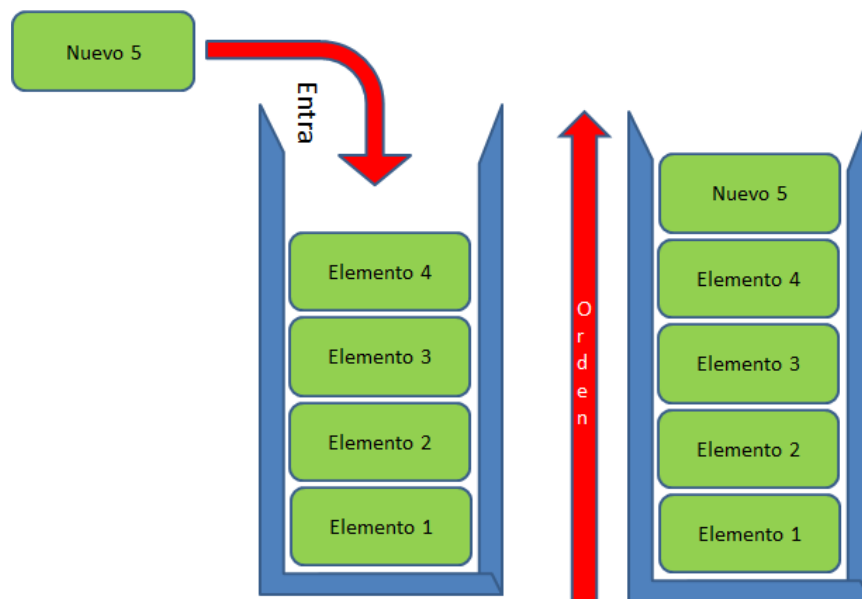 Nuevo 5
Entra
Elemento 4
Elemento 3
Elemento 2
Elemento 1
Orden
Nuevo 5
Elemento 4
Elemento 3
Elemento 2
Elemento 1